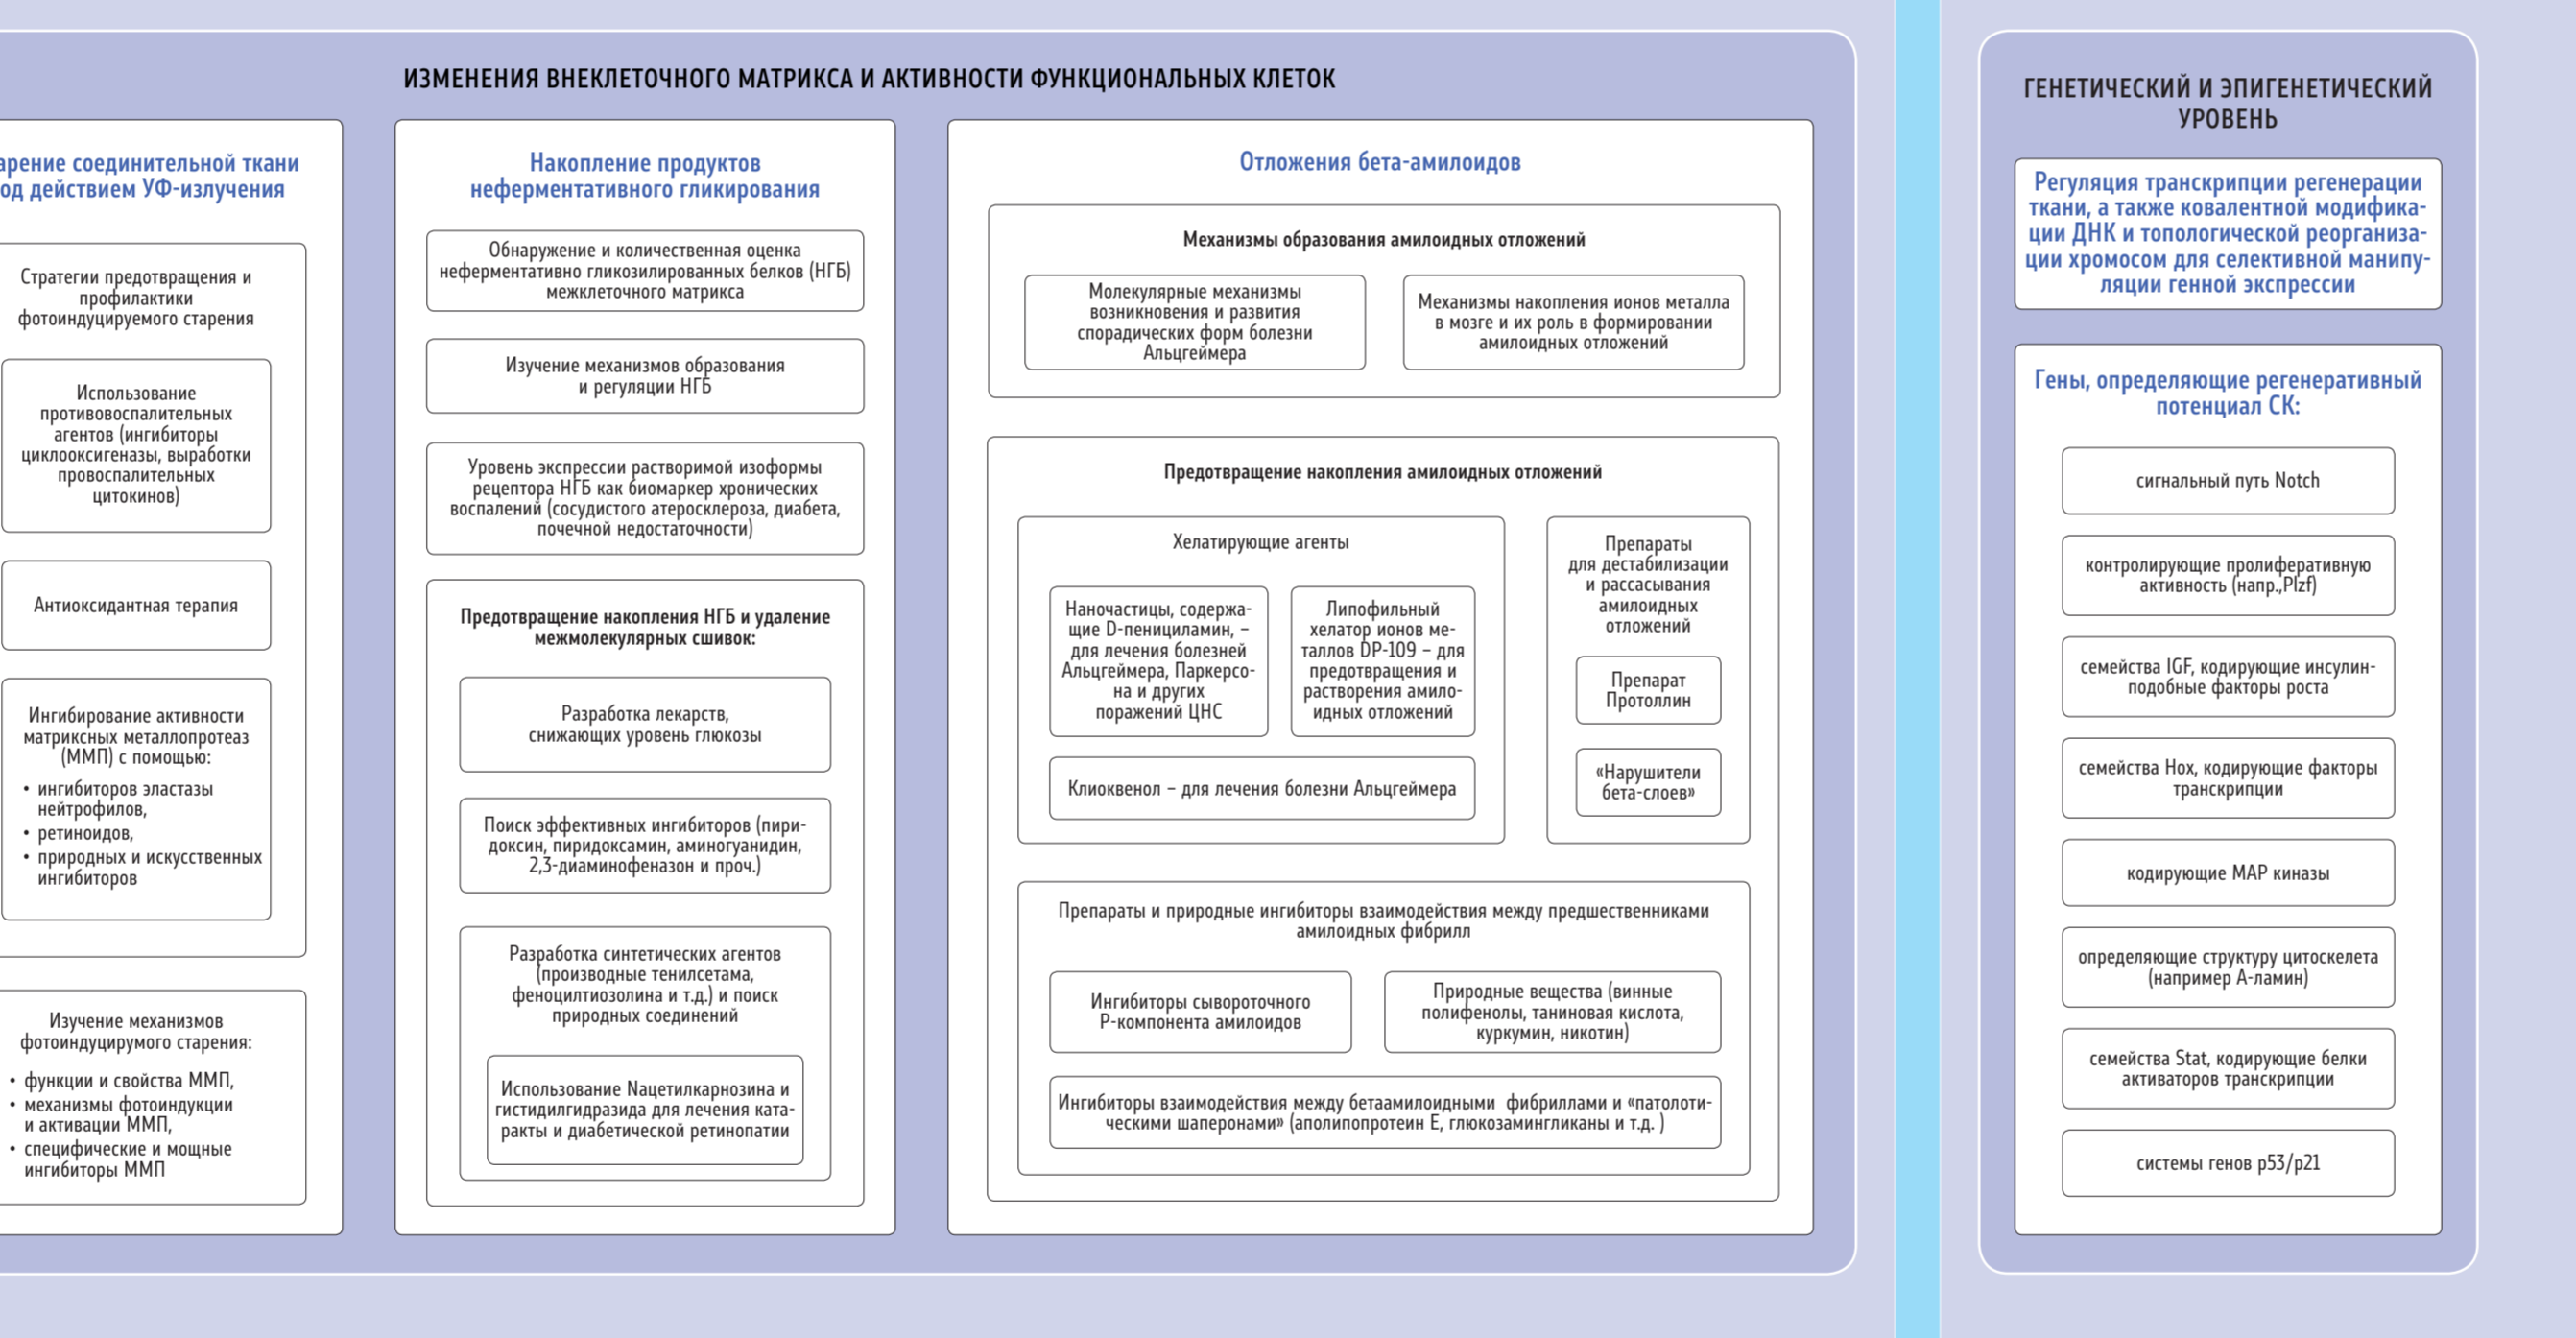 ИЗМЕНЕНИЯ ВНЕКЛЕТОЧНОГО МАТРИКСА И АКТИВНОСТИ ФУНКЦИОНАЛЬНЫХ КЛЕТОК
арение соединительной ткани
од действием УФ-излучения
Стратегии предотвращения и
профилактики
фотоиндуцируемого старения
Использование
противовоспалительных
агентов (ингибиторы
циклооксигеназы, выработки
провоспалительных
цитокинов)
Антиоксидантная терапия
Ингибирование активности
матриксных металлопротеаз
(ММП) с помощью:
• ингибиторов эластазы
нейтрофилов,
• ретиноидов,
• природных и искусственных
ингибиторов
Изучение механизмов
фотоиндуцирумого старения:
• функции и свойства ММП,
• механизмы фотоиндукции
и активации ММП,
• специфические и мощные
ингибиторы ММП
Накопление продуктов
неферментативного гликирования
Обнаружение и количественная оценка
неферментативно гликозилированных белков (НГБ)
межклеточного матрикса
Изучение механизмов образования
и регуляции НГБ
Уровень экспрессии растворимой изоформы
рецептора НГБ как биомаркер хронических
воспалений (сосудистого атеросклероза, диабета,
почечной недостаточности)
Предотвращение накопления НГБ и удаление
межмолекулярных сшивок:
Разработка лекарств,
снижающих уровень глюкозы
Поиск эффективных ингибиторов (пири-
доксин, пиридоксамин, аминогуанидин,
2,3-диаминофеназон и проч.)
Разработка синтетических агентов
(производные тенилсетама,
феноцилтиозолина и т.д.) и поиск
природных соединений
Использование Nацетилкарнозина и
гистидилгидразида для лечения ката-
ракты и диабетической ретинопатии
Отложения бета-амилоидов
Механизмы образования амилоидных отложений
Молекулярные механизмы
возникновения и развития
спорадических форм болезни
Альцгеймера
Механизмы накопления ионов металла
в мозге и их роль в формировании
амилоидных отложений
Предотвращение накопления амилоидных отложений
Хелатирующие агенты
Наночастицы, содержа-
щие D-пенициламин, –
для лечения болезней
Альцгеймера, Паркерсо-
на и других
поражений ЦНС
Липофильный
хелатор ионов ме-
таллов DP-109 – для
предотвращения и
растворения амило-
идных отложений
Клиоквенол – для лечения болезни Альцгеймера
Препараты
для дестабилизации
и рассасывания
амилоидных
отложений
Препарат
Протоллин
«Нарушители
бета-слоев»
Препараты и природные ингибиторы взаимодействия между предшественниками
амилоидных фибрилл
Ингибиторы сывороточного
Р-компонента амилоидов
Природные вещества (винные
полифенолы, таниновая кислота,
куркумин, никотин)
Ингибиторы взаимодействия между бетаамилоидными фибриллами и «патолоти-
ческими шаперонами» (аполипопротеин Е, глюкозамингликаны и т.д. )
ГЕНЕТИЧЕСКИЙ И ЭПИГЕНЕТИЧЕСКИЙ
УРОВЕНЬ
Регуляция транскрипции регенерации
ткани, а также ковалентной модифика-
ции ДНК и топологической реорганиза-
ции хромосом для селективной манипу-
ляции генной экспрессии
Гены, определяющие регенеративный
потенциал СК:
сигнальный путь Notch
контролирующие пролиферативную
активность (напр.,Plzf)
семейства IGF, кодирующие инсулин-
подобные факторы роста
семейства Hox, кодирующие факторы
транскрипции
кодирующие MAP киназы
определяющие структуру цитоскелета
(например А-ламин)
семейства Stat, кодирующие белки
активаторов транскрипции
системы генов p53/p21